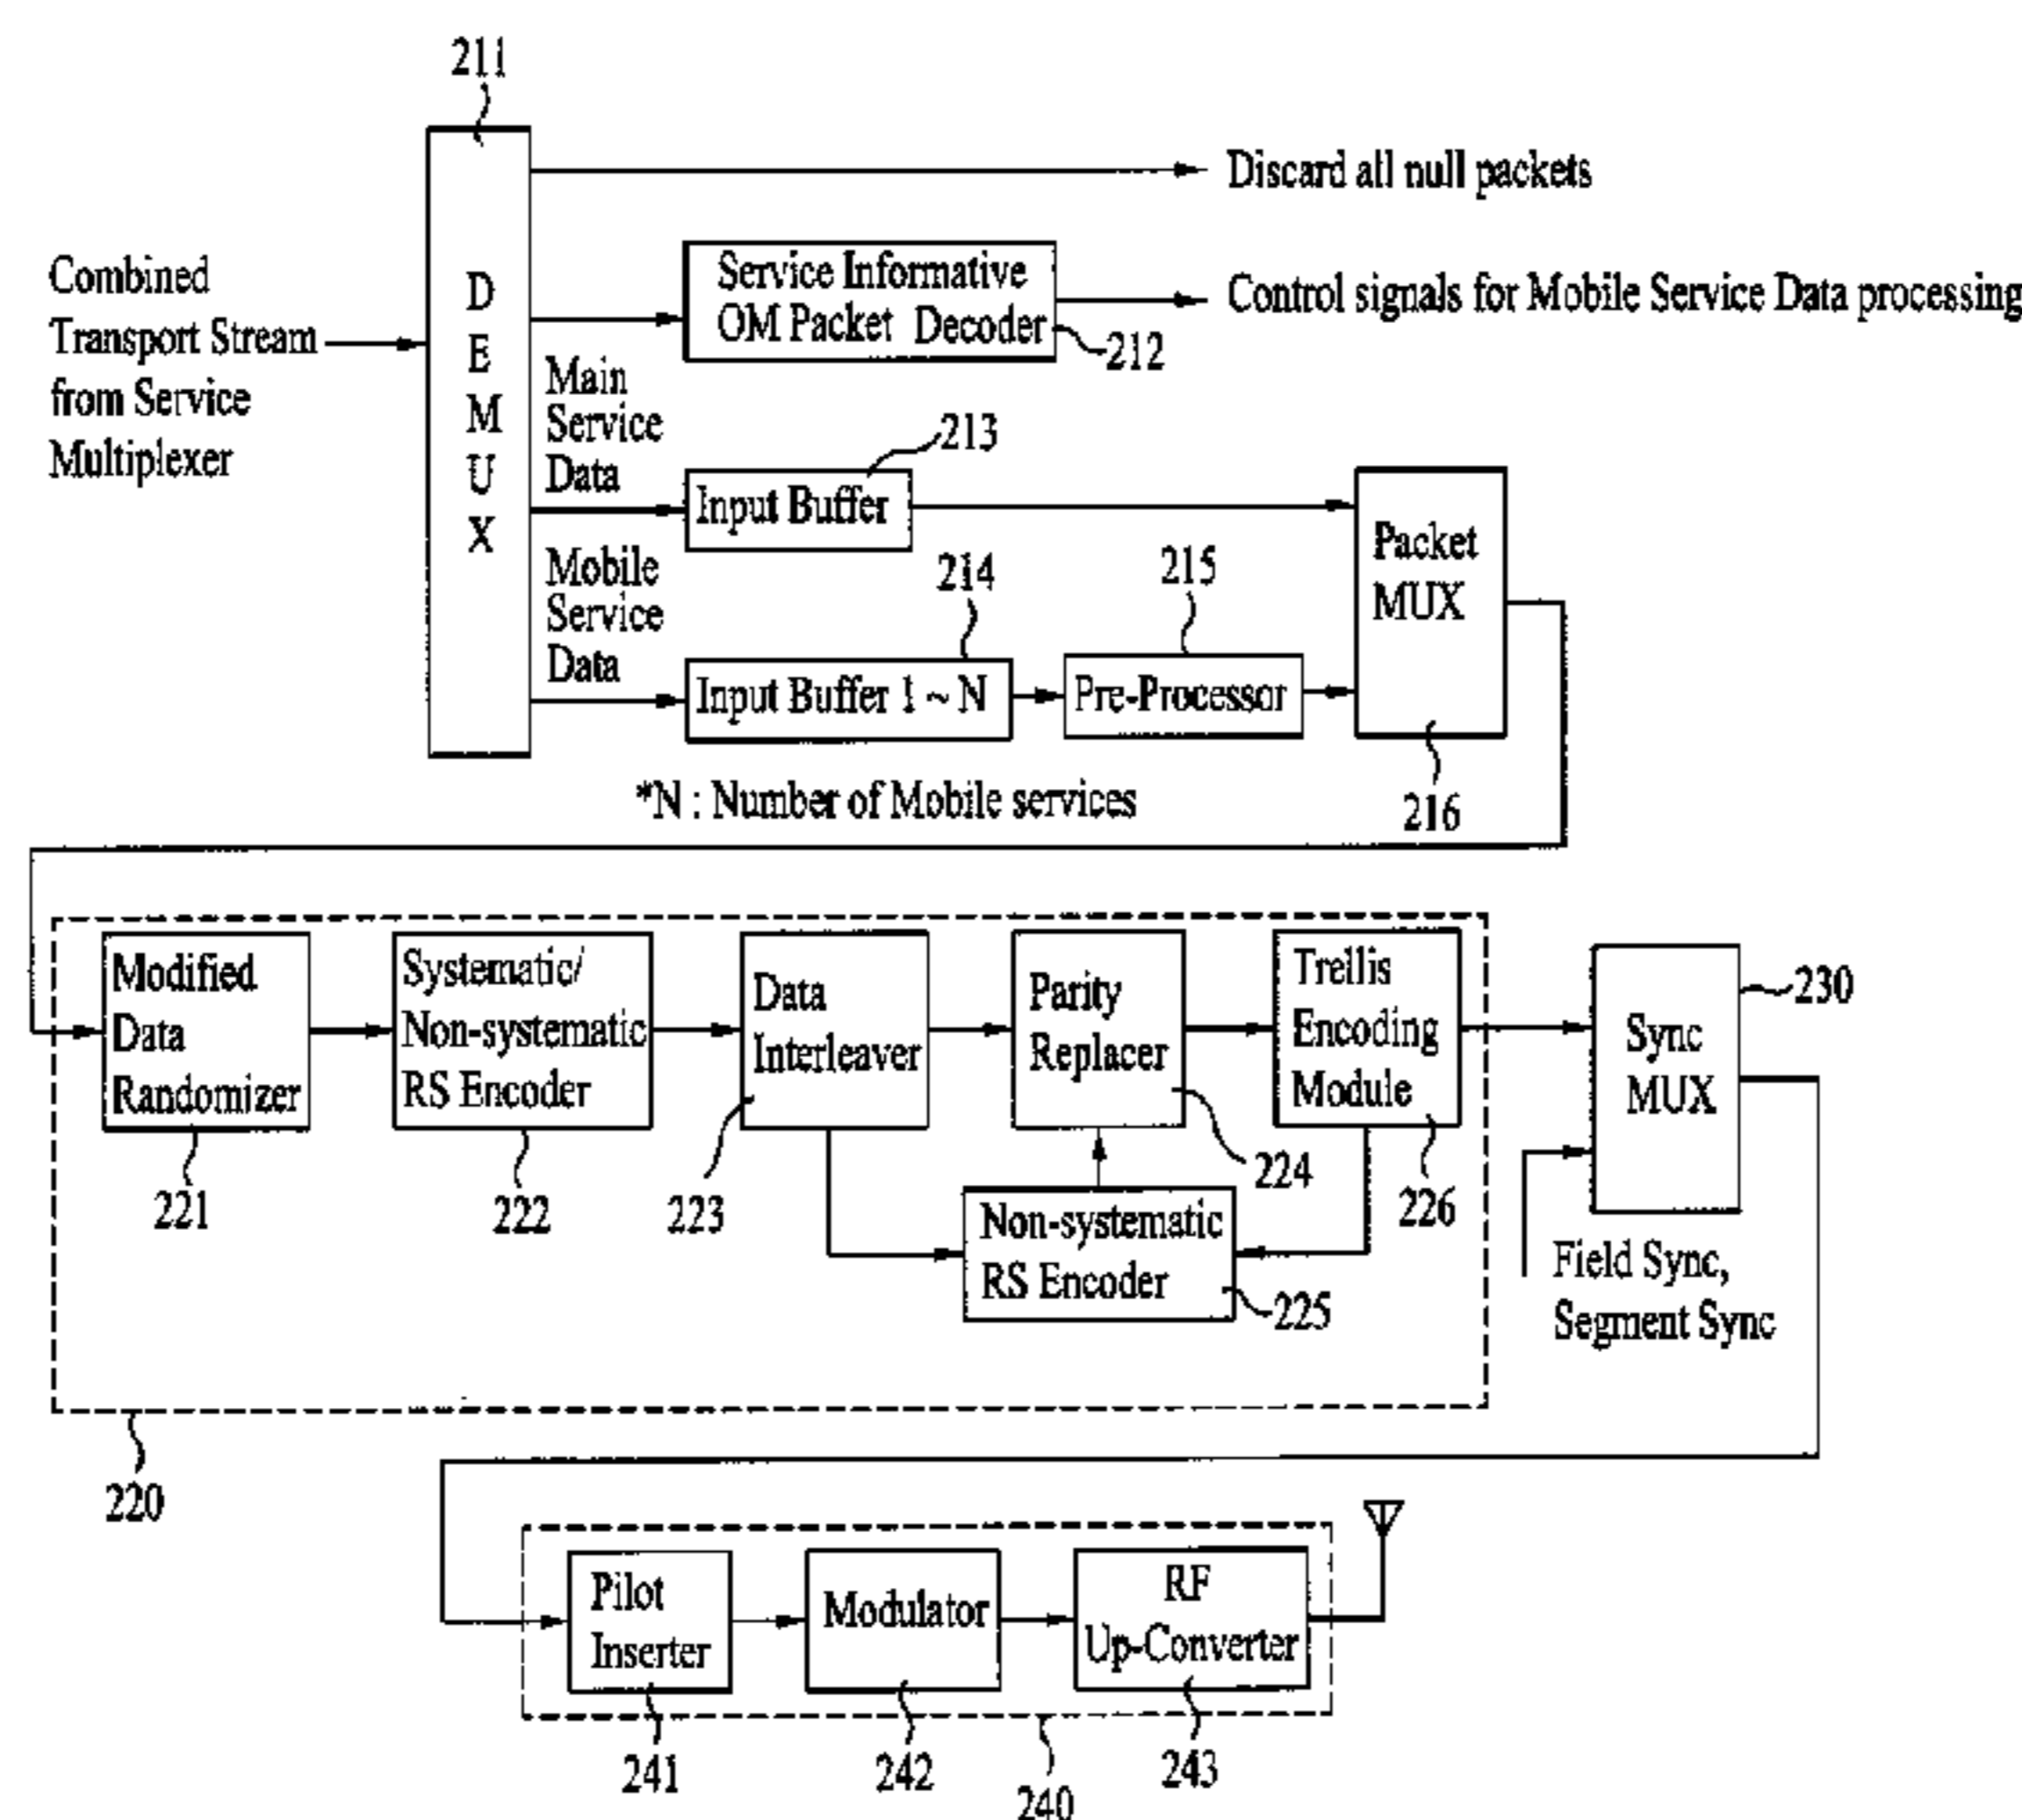 211
Discard all null packets
Combined
Transport Stream
from Service
Multiplexer
D
E
M
U
X
Service Informative
OM Packet Decoder
212
Control signals for Mobile Service Data processing
Main
Service
Data
213
Input Buffer
Mobile
Service
Data
214
Input Buffer 1 ~ N
215
Pre-Processor
Packet
MUX
216
*N : Number of Mobile services
Modified
Data
Randomizer
221
Systematic/
Non-systematic
RS Encoder
222
Data
Interleaver
223
Parity
Replacer
224
Trellis
Encoding
Module
226
Non-systematic
RS Encoder
225
Sync
MUX
230
Field Sync,
Segment Sync
220
Pilot
Inserter
241
Modulator
242
RF
Up-Converter
243
240